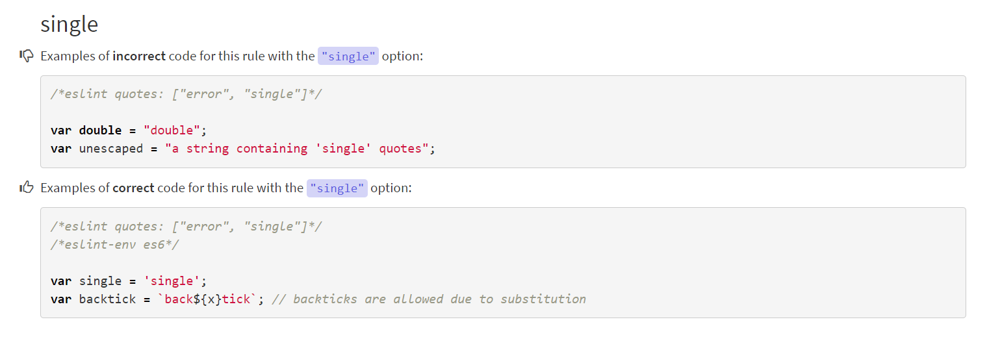 single
Examples of incorrect code for this rule with the "single" option:
/*eslint quotes: ["error", "single"]*/
var double = "double";
var unescaped = "a string containing 'single' quotes";
Examples of correct code for this rule with the "single" option:
/*eslint quotes: ["error", "single"]*/
/*eslint-env es6*/
var single = 'single';
var backtick = `back${x}tick`; // backticks are allowed due to substitution